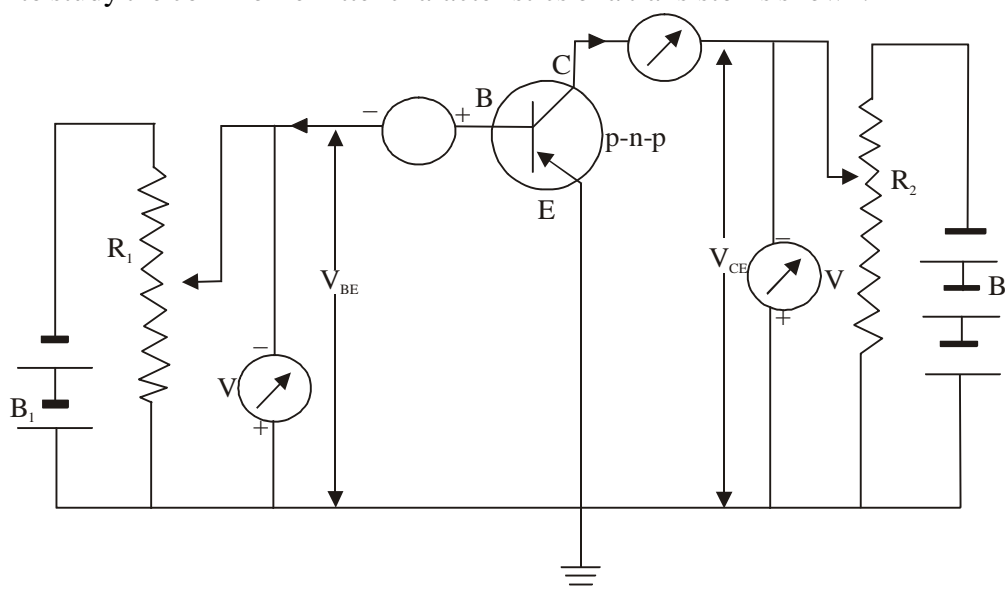 C
B
− +
p-n-p
E
R₁
R₂
V_BE
V_CE
− V +
− V +
B₁
B